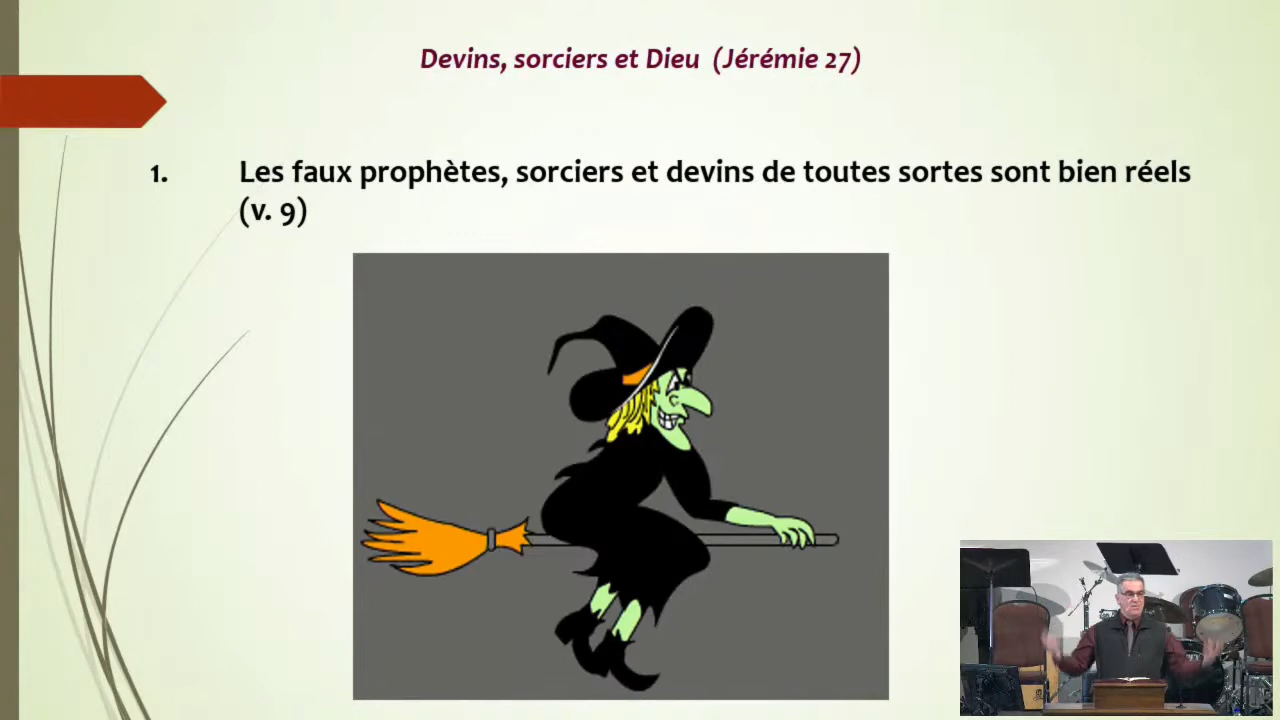 Devins, sorciers et Dieu (Jérémie 27)
1. Les faux prophètes, sorciers et devins de toutes sortes sont bien réels
(v. 9)